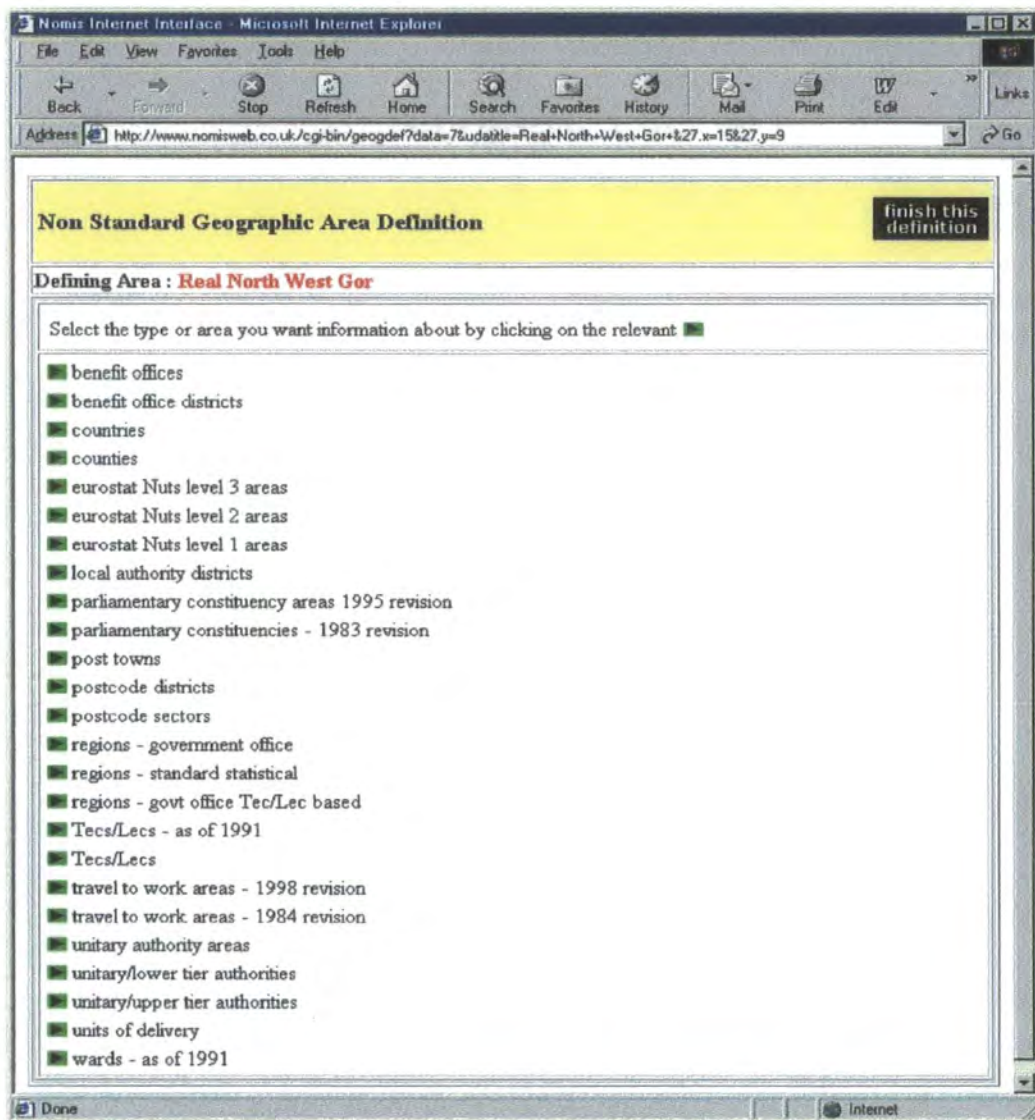 Nomis Internet Interface - Microsoft Internet Explorer
File Edit View Favorites Tools Help
Back Forward Stop Refresh Home Search Favorites History Mail Print Edit » Links
Address http://www.nomisweb.co.uk/cgi-bin/geogdef?data=7&udatitle=Real+North+West+Gor+&27.x=15&27.y=9 Go
Non Standard Geographic Area Definition
finish this
definition
Defining Area : Real North West Gor
Select the type or area you want information about by clicking on the relevant
benefit offices
benefit office districts
countries
counties
eurostat Nuts level 3 areas
eurostat Nuts level 2 areas
eurostat Nuts level 1 areas
local authority districts
parliamentary constituency areas 1995 revision
parliamentary constituencies - 1983 revision
post towns
postcode districts
postcode sectors
regions - government office
regions - standard statistical
regions - govt office Tec/Lec based
Tecs/Lecs - as of 1991
Tecs/Lecs
travel to work areas - 1998 revision
travel to work areas - 1984 revision
unitary authority areas
unitary/lower tier authorities
unitary/upper tier authorities
units of delivery
wards - as of 1991
Done Internet